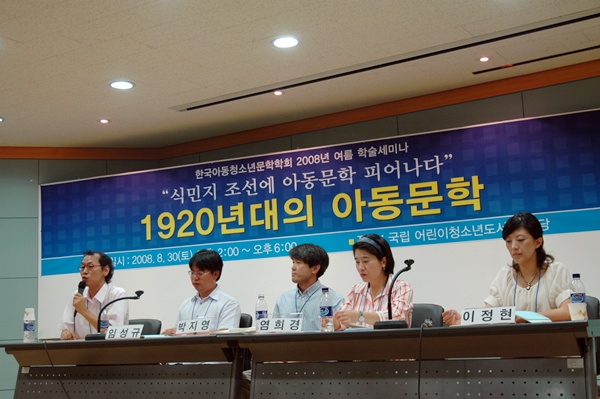 한국아동청소년문학학회 2008년 여름 학술세미나
“식민지 조선에 아동문학 피어나다”
1920년대의 아동문학
일시: 2008. 8. 30(토) 2:00 ~ 오후 6:00
국립 어린이청소년도서
임성규
박지영
염희경
이정현